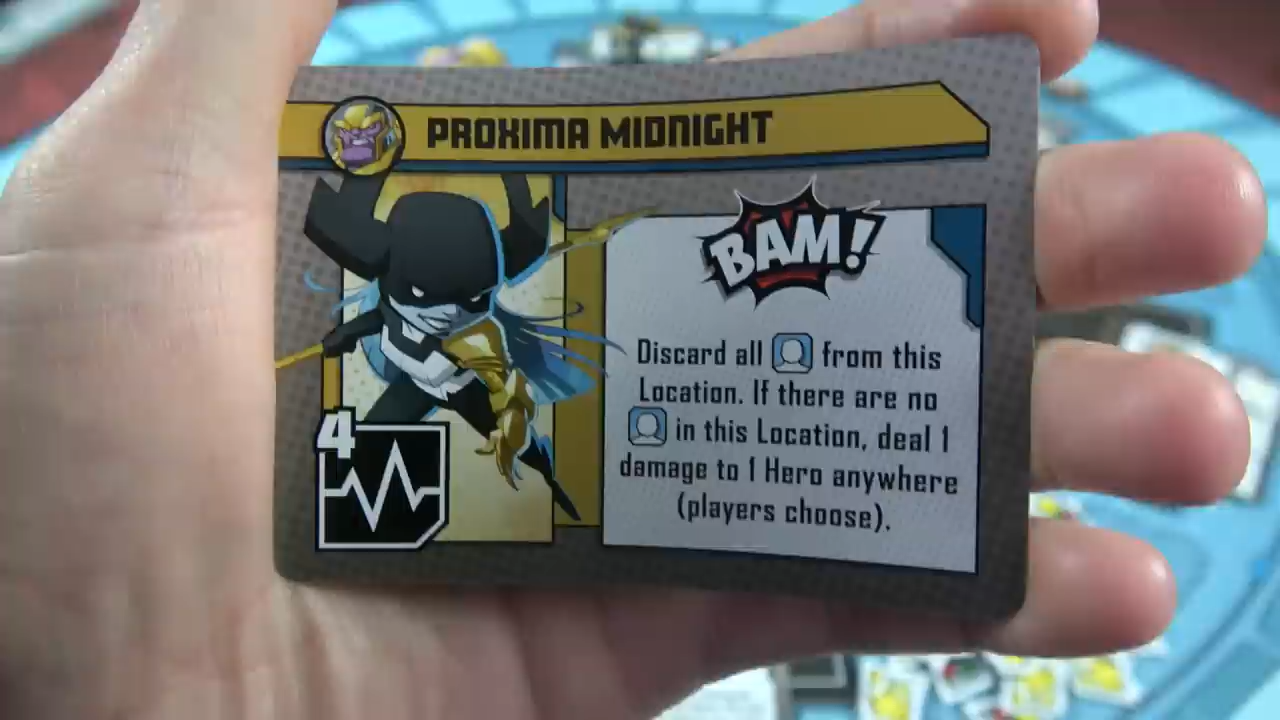 PROXIMA MIDNIGHT
BAM!
Discard all from this
Location. If there are no
in this Location, deal 1
damage to 1 Hero anywhere
(players choose).
4